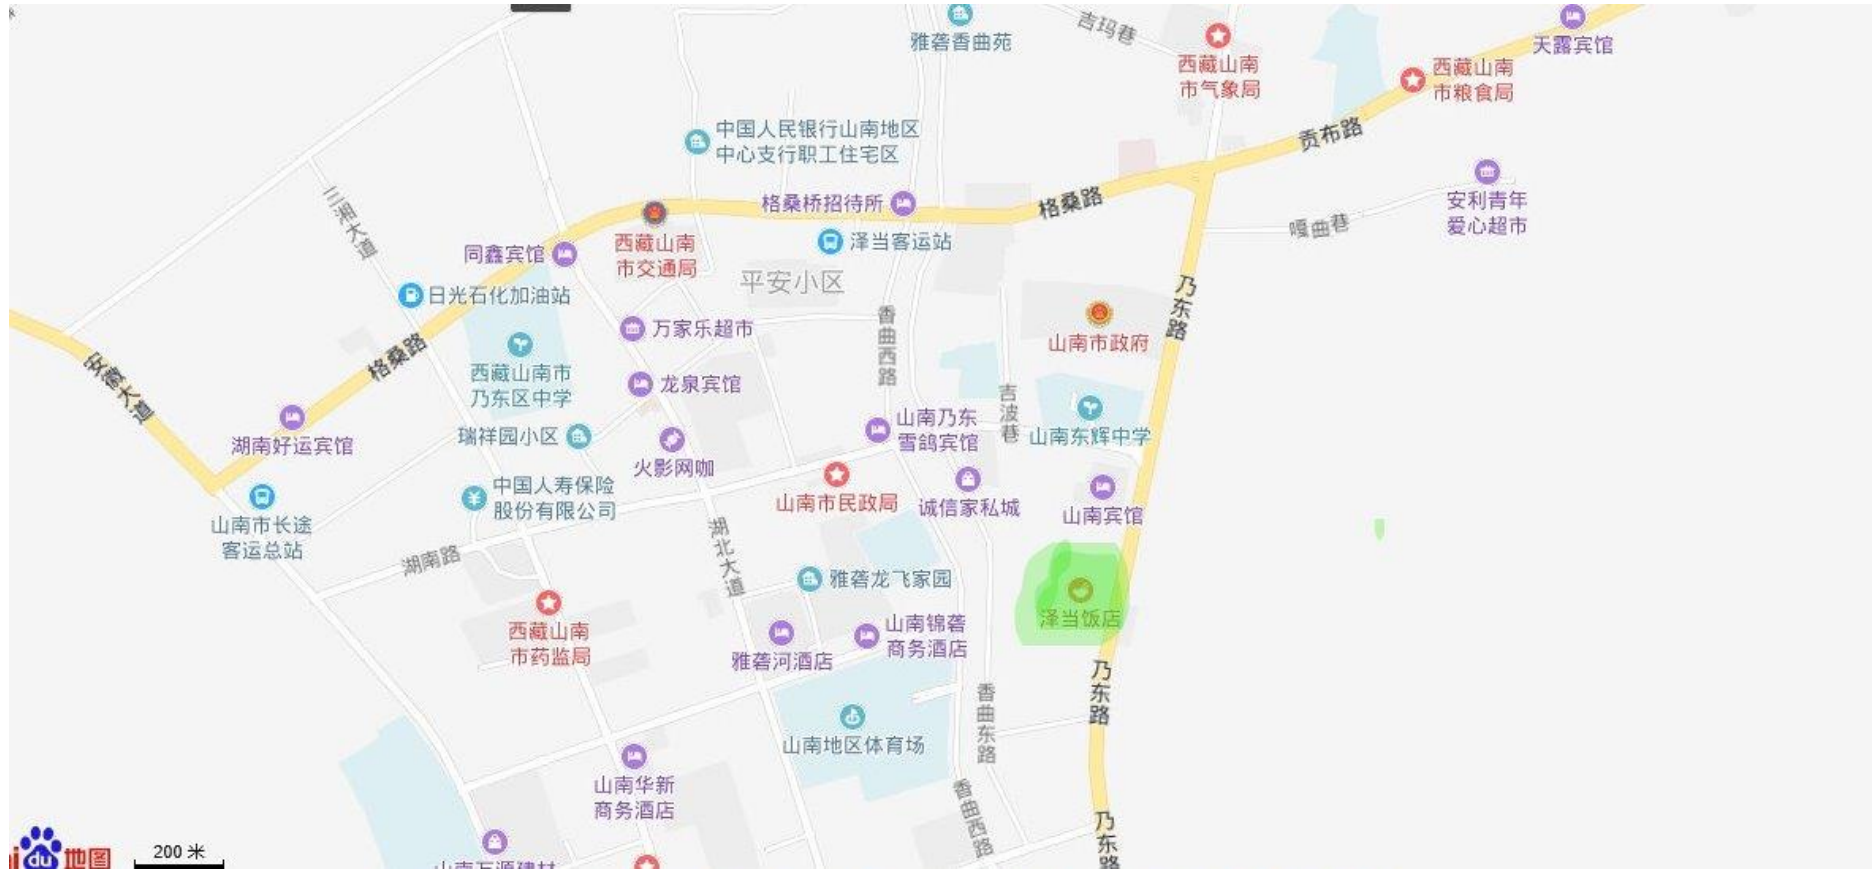 雅砻香曲苑
吉玛巷
西藏山南
市气象局
西藏山南
市粮食局
天露宾馆
中国人民银行山南地区
中心支行职工住宅区
贡布路
三湘大道
格桑桥招待所
格桑路
安利青年
爱心超市
嘎曲巷
同鑫宾馆
西藏山南
市交通局
泽当客运站
平安小区
日光石化加油站
万家乐超市
香曲西路
山南市政府
乃东路
安徽大道
格桑路
西藏山南市
乃东区中学
龙泉宾馆
吉波巷
湖南好运宾馆
瑞祥园小区
火影网咖
山南乃东
雪鸽宾馆
山南东辉中学
中国人寿保险
股份有限公司
山南市民政局
诚信家私城
山南宾馆
山南市长途
客运总站
湖南路
湖北大道
雅砻龙飞家园
泽当饭店
西藏山南
市药监局
雅砻河酒店
山南锦砻
商务酒店
乃东路
香曲东路
山南地区体育场
山南华新
商务酒店
香曲西路
乃东路
du 地图
200 米
山南万源建材